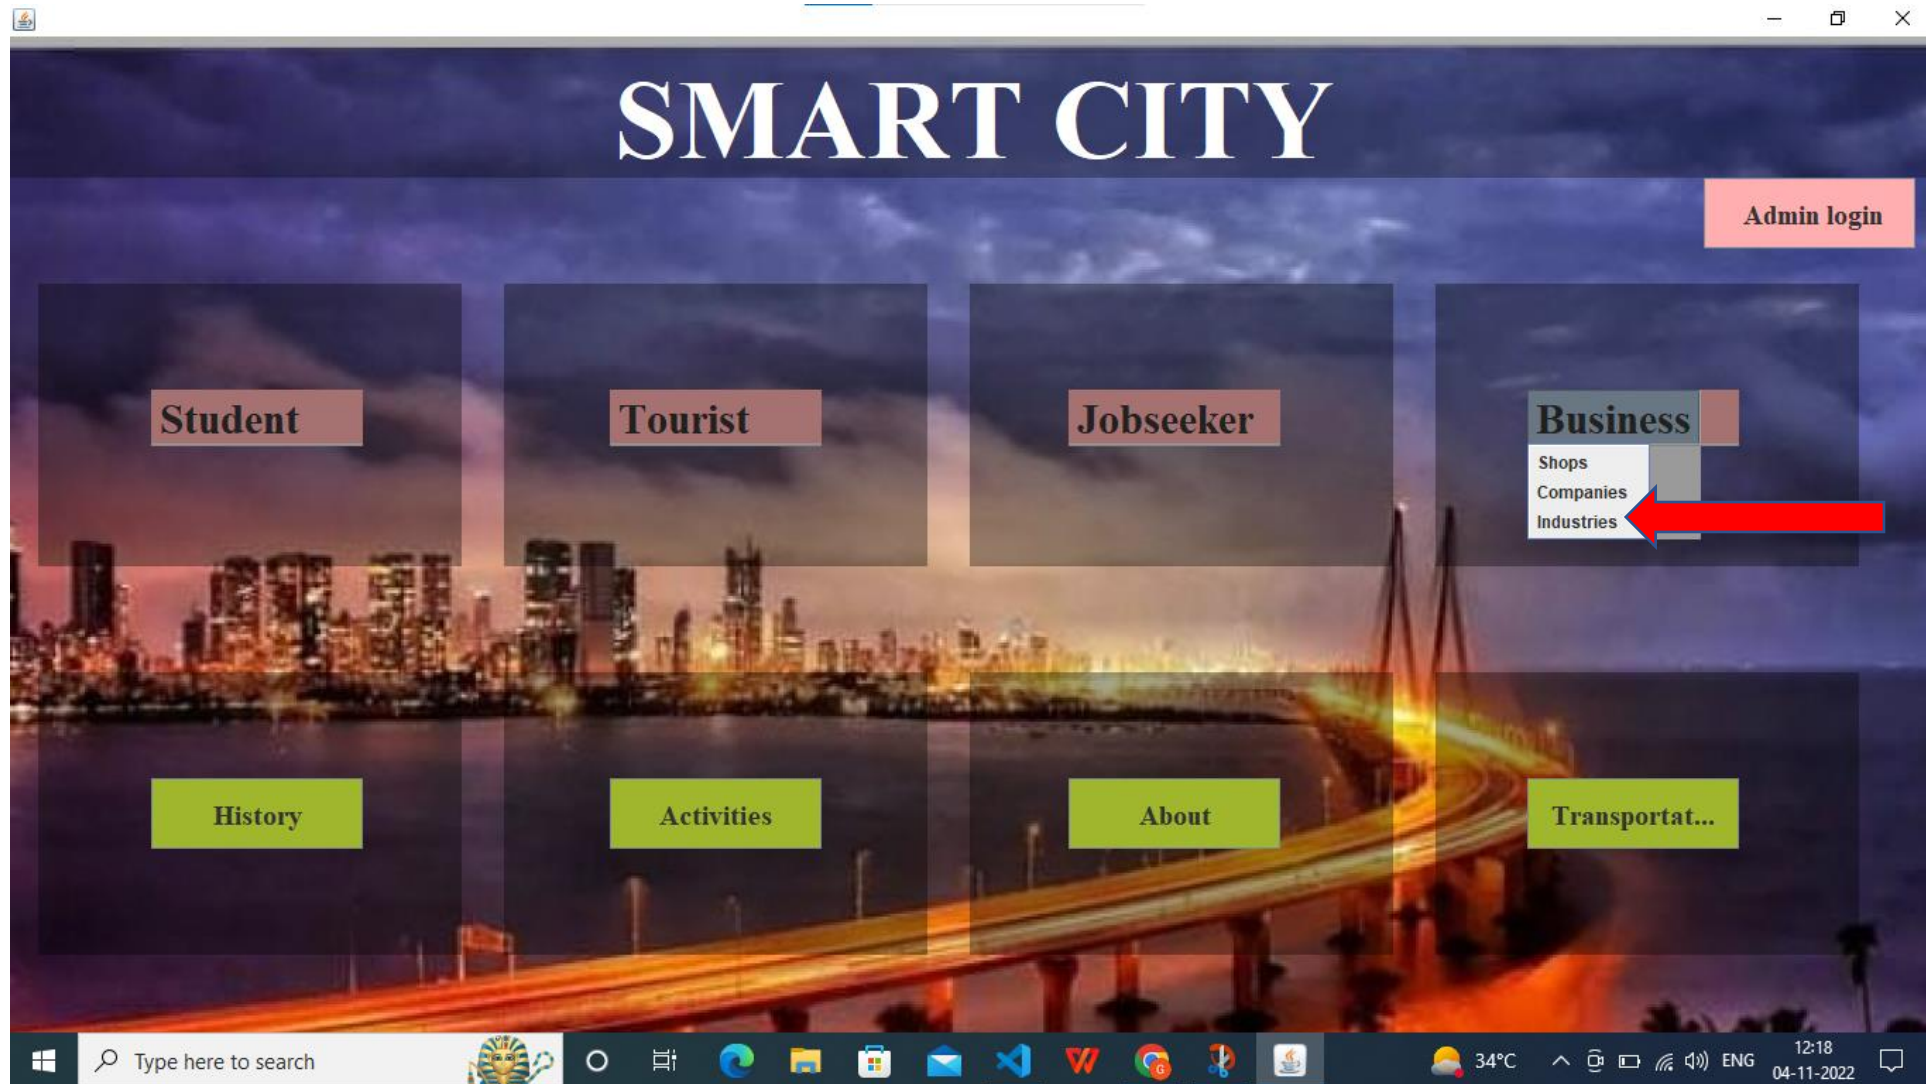 SMART CITY
Admin login
Student
Tourist
Jobseeker
Business
Shops
Companies
Industries
History
Activities
About
Transportat...
Type here to search
34°C
ENG
12:18
04-11-2022